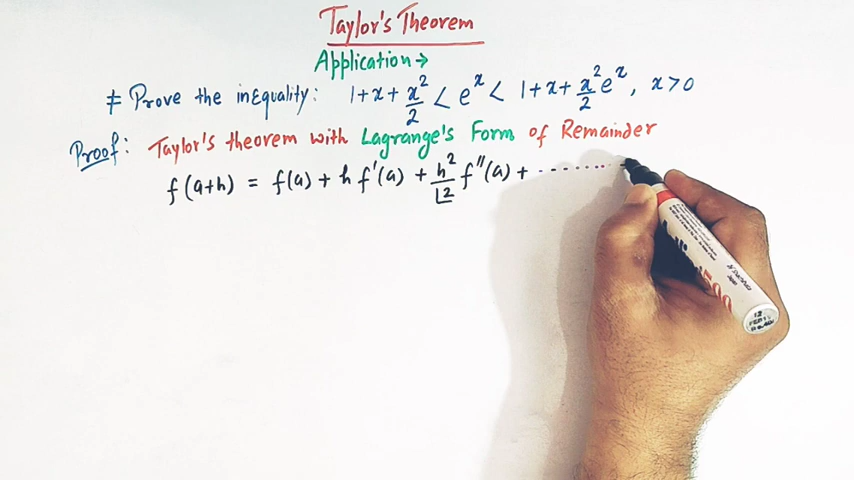 Taylor's Theorem
Application →
# Prove the inequality: 1+x+x²/2 < eˣ < 1+x+x²/2 eˣ, x>0
Proof: Taylor's theorem with Lagrange's Form of Remainder
f(a+h) = f(a) + h f'(a) + h²/⌊2 f''(a) + ........